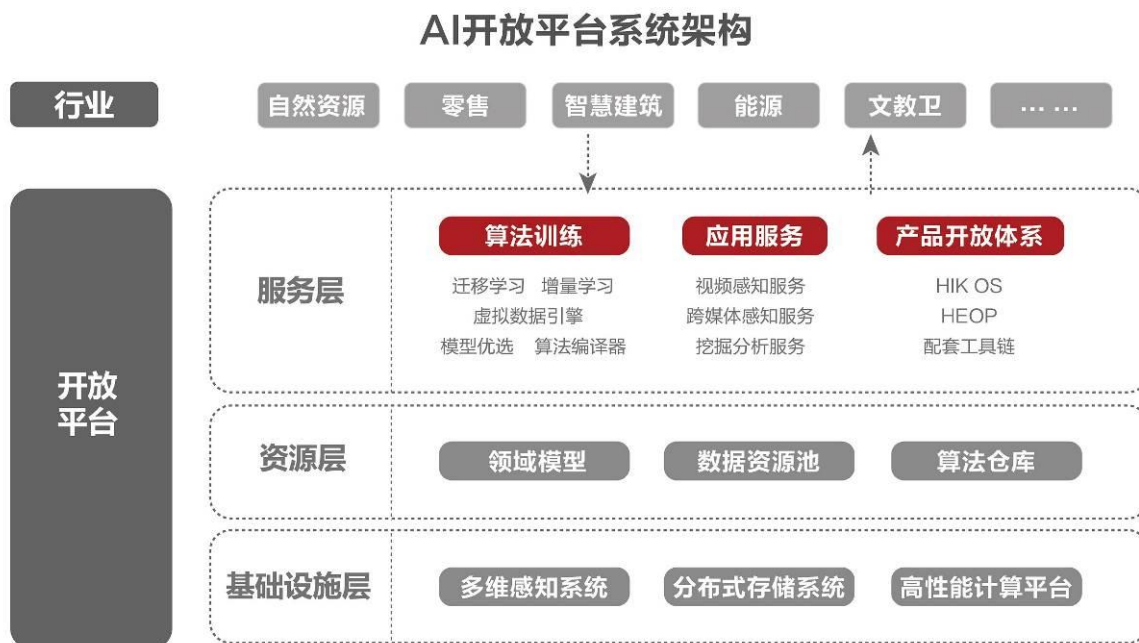 AI开放平台系统架构
行业
自然资源 零售 智慧建筑 能源 文教卫 … …
开放
平台
服务层
算法训练 应用服务 产品开放体系
迁移学习 增量学习 视频感知服务 HIK OS
虚拟数据引擎 跨媒体感知服务 HEOP
模型优选 算法编译器 挖掘分析服务 配套工具链
资源层 领域模型 数据资源池 算法仓库
基础设施层 多维感知系统 分布式存储系统 高性能计算平台